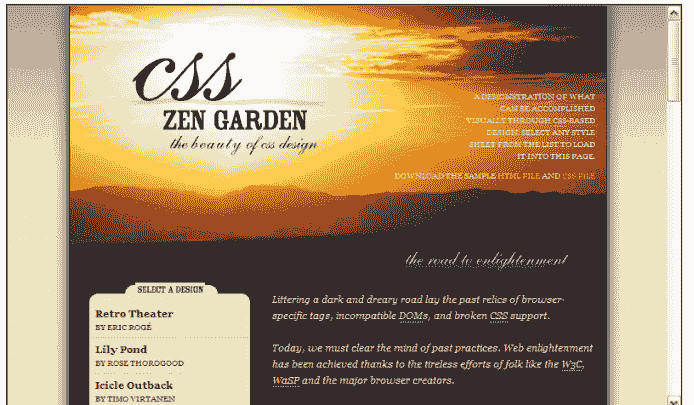 css
ZEN GARDEN
the beauty of css design
A DEMONSTRATION OF WHAT
CAN BE ACCOMPLISHED
VISUALLY THROUGH CSS-BASED
DESIGN. SELECT ANY STYLE
SHEET FROM THE LIST TO LOAD
IT INTO THIS PAGE.
DOWNLOAD THE SAMPLE HTML FILE AND CSS FILE
the road to enlightenment
SELECT A DESIGN
Retro Theater
BY ERIC ROGÉ
Lily Pond
BY ROSE THOROGOOD
Icicle Outback
BY TIMO VIRTANEN
Littering a dark and dreary road lay the past relics of browser-
specific tags, incompatible DOMs, and broken CSS support.
Today, we must clear the mind of past practices. Web enlightenment
has been achieved thanks to the tireless efforts of folk like the W3C,
WaSP and the major browser creators.